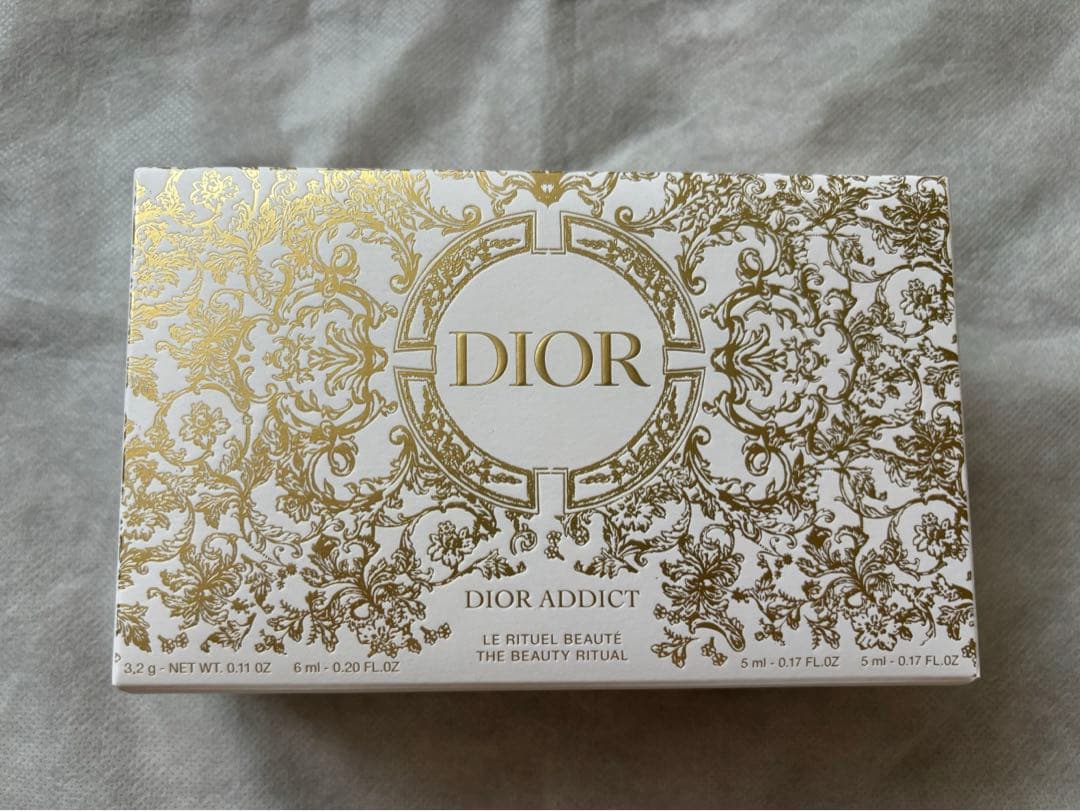 DIOR
DIOR ADDICT
LE RITUEL BEAUTÉ
THE BEAUTY RITUAL
3,2 g - NET WT. 0.11 OZ 6 ml - 0.20 FL.OZ 5 ml - 0.17 FL.OZ 5 ml - 0.17 FL.OZ